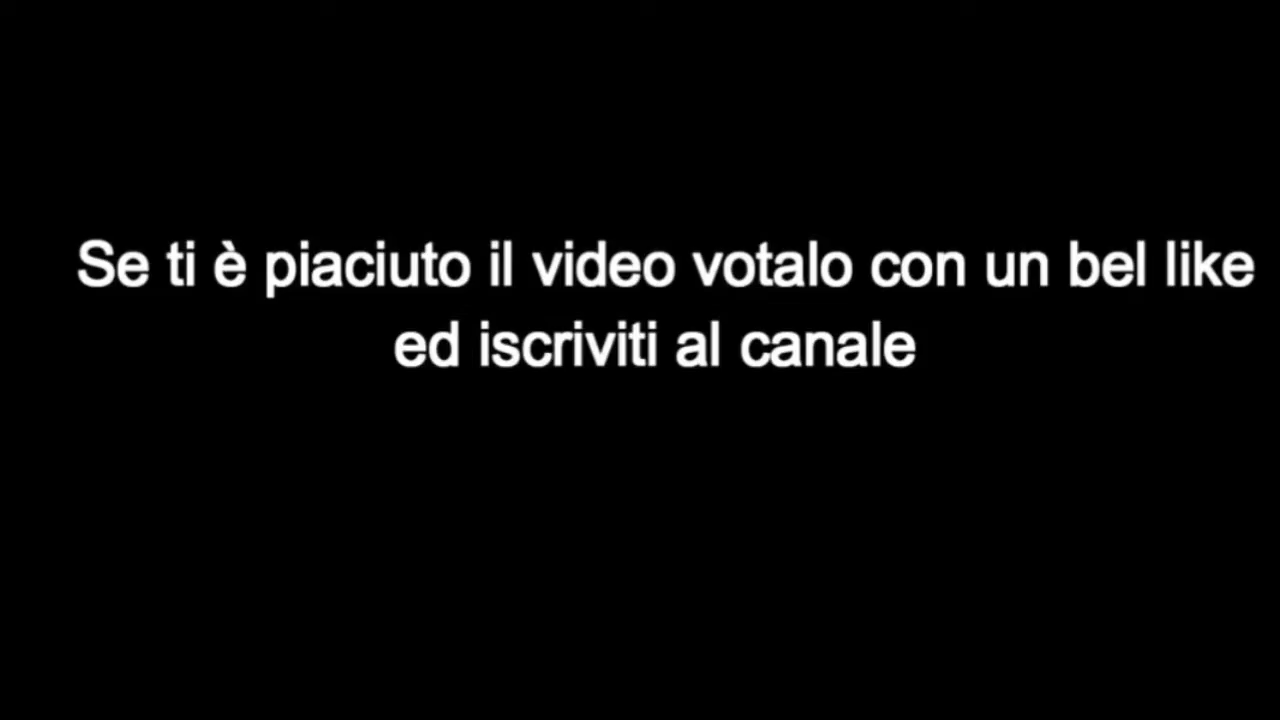 Se ti è piaciuto il video votalo con un bel like
ed iscriviti al canale